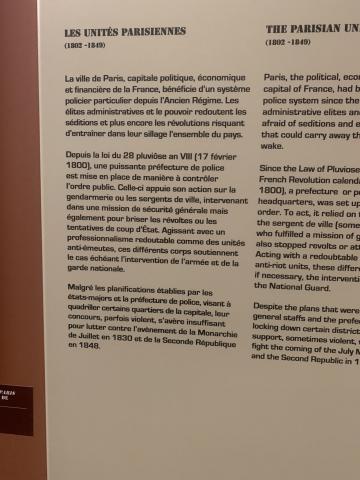 LES UNITÉS PARISIENNES
(1802 -1849)
La ville de Paris, capitale politique, économique
et financière de la France, bénéficie d'un système
policier particulier depuis l'Ancien Régime. Les
élites administratives et le pouvoir redoutent les
séditions et plus encore les révolutions risquant
d'entraîner dans leur sillage l'ensemble du pays.
Depuis la loi du 28 pluviôse an VIII (17 février
1800), une puissante préfecture de police
est mise en place de manière à contrôler
l'ordre public. Celle-ci appuie son action sur la
gendarmerie ou les sergents de ville, intervenant
dans une mission de sécurité générale mais
également pour briser les révoltes ou les
tentatives de coup d'État. Agissant avec un
professionnalisme redoutable comme des unités
anti-émeutes, ces différents corps soutiennent
le cas échéant l'intervention de l'armée et de la
garde nationale.
Malgré les planifications établies par les
états-majors et la préfecture de police, visant à
quadriller certains quartiers de la capitale, leur
concours, parfois violent, s'avère insuffisant
pour lutter contre l'avènement de la Monarchie
de Juillet en 1830 et de la Seconde République
en 1848.
THE PARISIAN UN
(1802 -1849)
Paris, the political, eco
capital of France, had b
police system since the
administrative elites an
afraid of seditions and e
that could carry away th
wake.
Since the Law of Pluviose
French Revolution calenda
1800), a prefecture or po
headquarters, was set up
order. To act, it relied on t
the sergent de ville (some
who fulfilled a mission of g
also stopped revolts or att
Acting with a redoubtable
anti-riot units, these differe
if necessary, the interventi
the National Guard.
Despite the plans that were
general staffs and the prefec
locking down certain district
support, sometimes violent, w
fight the coming of the July M
and the Second Republic in 1
PARIS
DE